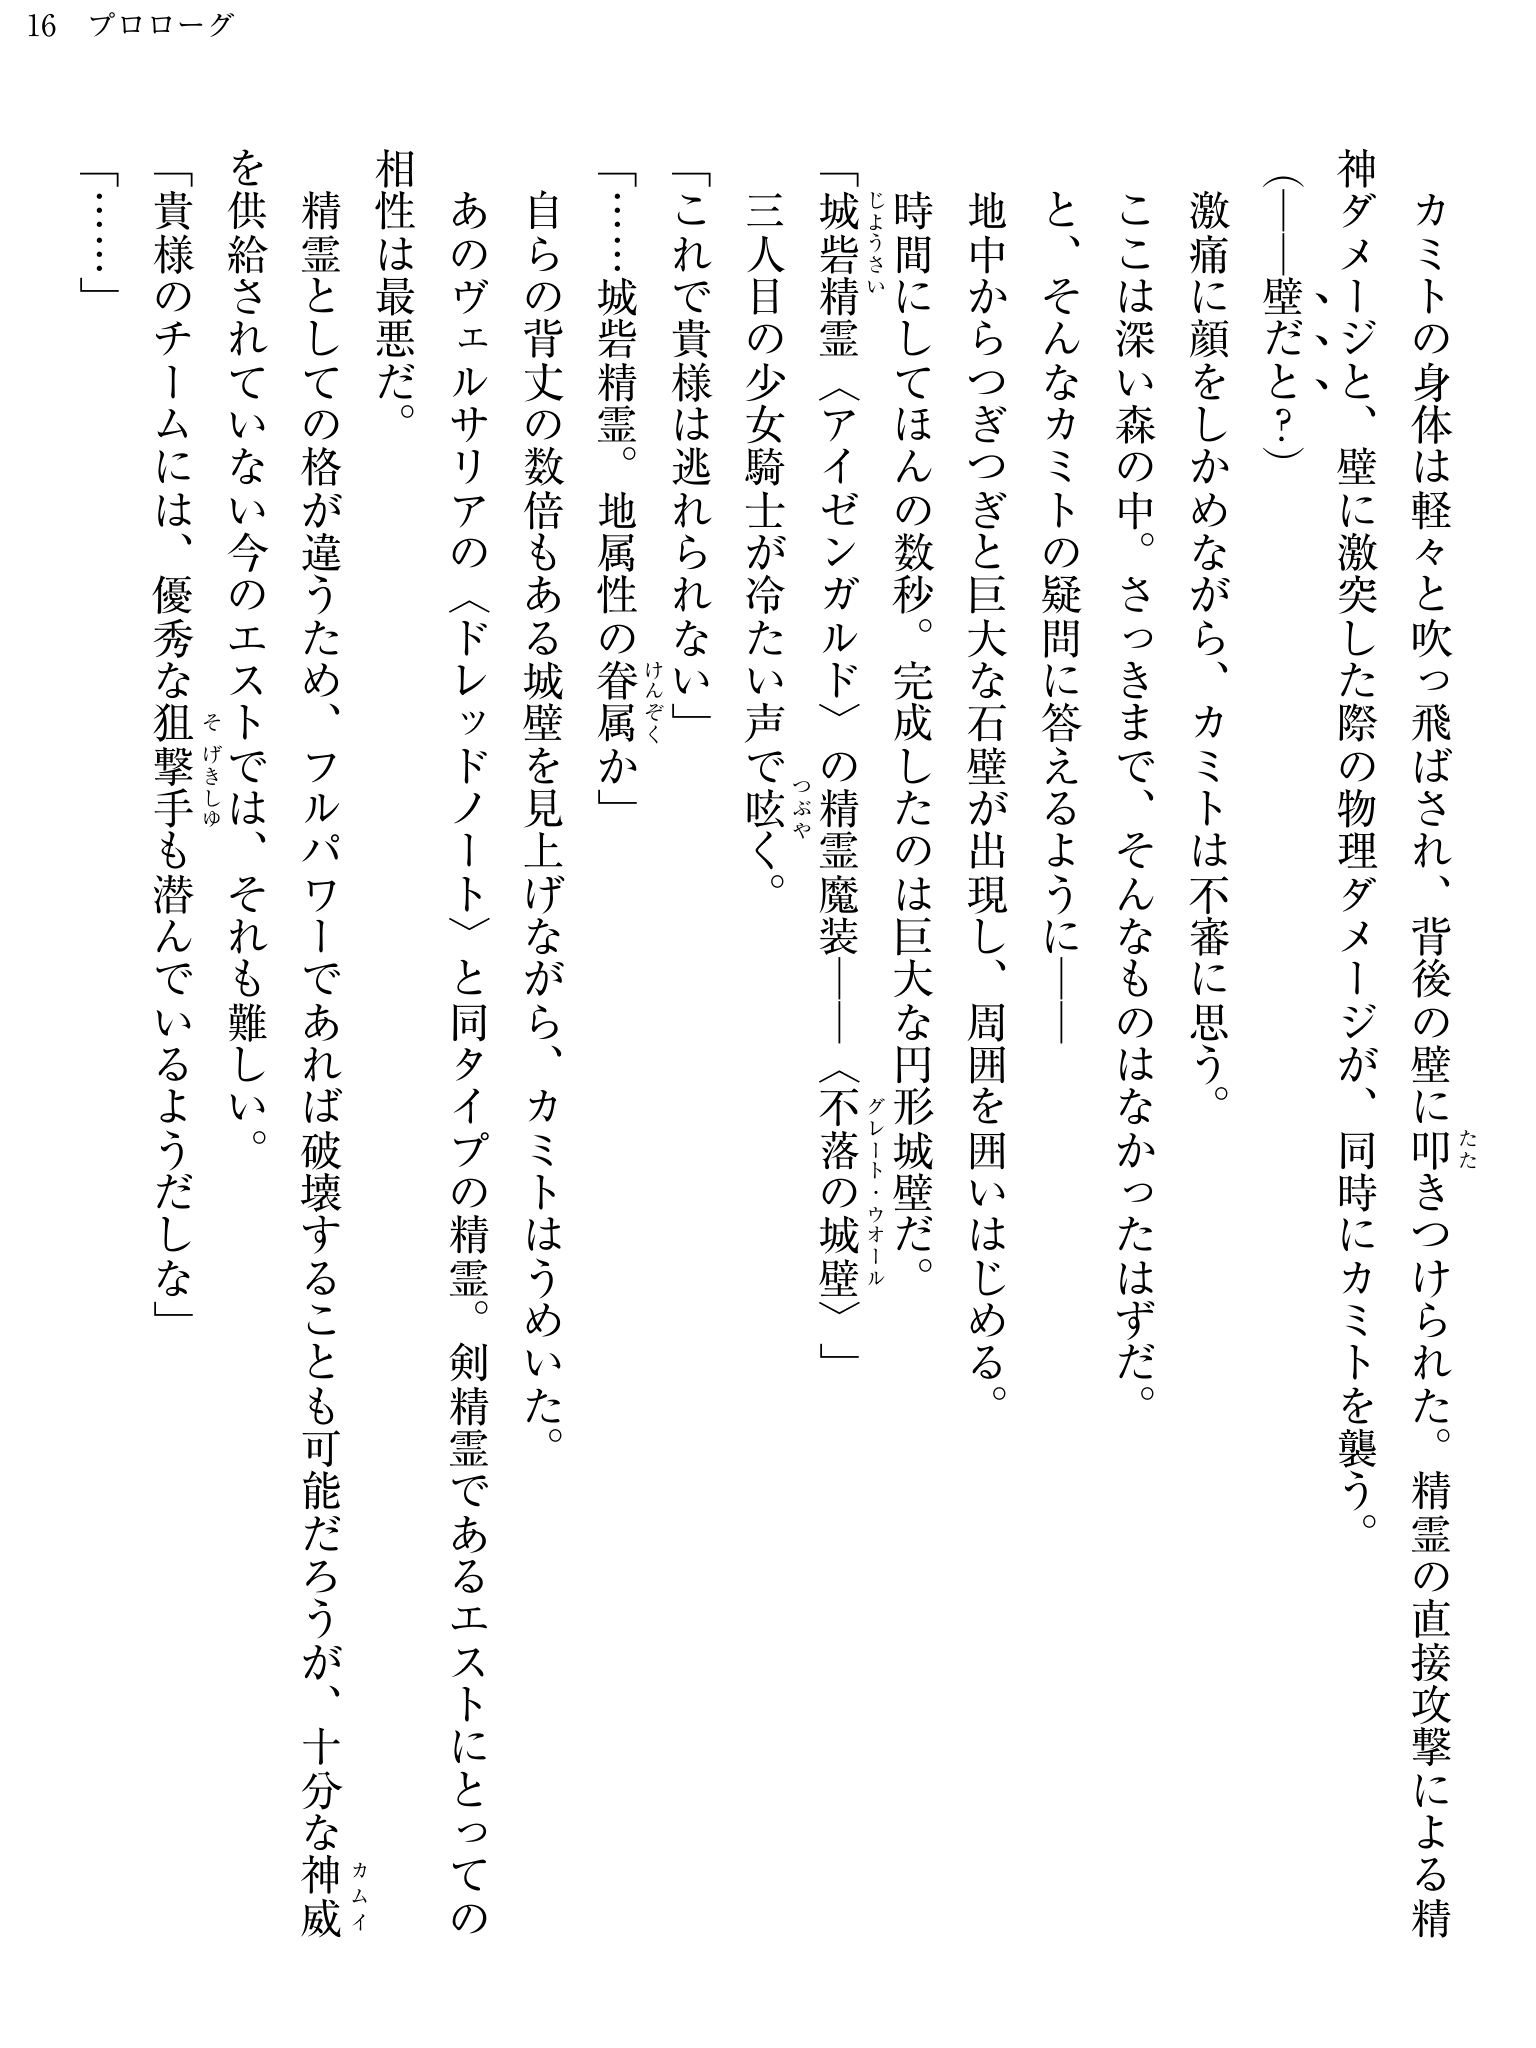 16 プロローグ
　カミトの身体は軽々と吹っ飛ばされ、背後の壁に叩きつけられた。精霊の直接攻撃による精
神ダメージと、壁に激突した際の物理ダメージが、同時にカミトを襲う。
（――壁だと？）
　激痛に顔をしかめながら、カミトは不審に思う。
　ここは深い森の中。さっきまで、そんなものはなかったはずだ。
　と、そんなカミトの疑問に答えるように――
　地中からつぎつぎと巨大な石壁が出現し、周囲を囲いはじめる。
　時間にしてほんの数秒。完成したのは巨大な円形城壁だ。
「城砦精霊〈アイゼンガルド〉の精霊魔装――〈不落の城壁〉」
　三人目の少女騎士が冷たい声で呟く。
「これで貴様は逃れられない」
「……城砦精霊。地属性の眷属か」
　自らの背丈の数倍もある城壁を見上げながら、カミトはうめいた。
　あのヴェルサリアの〈ドレッドノート〉と同タイプの精霊。剣精霊であるエストにとっての
相性は最悪だ。
　精霊としての格が違うため、フルパワーであれば破壊することも可能だろうが、十分な神威
を供給されていない今のエストでは、それも難しい。
「貴様のチームには、優秀な狙撃手も潜んでいるようだしな」
「……」